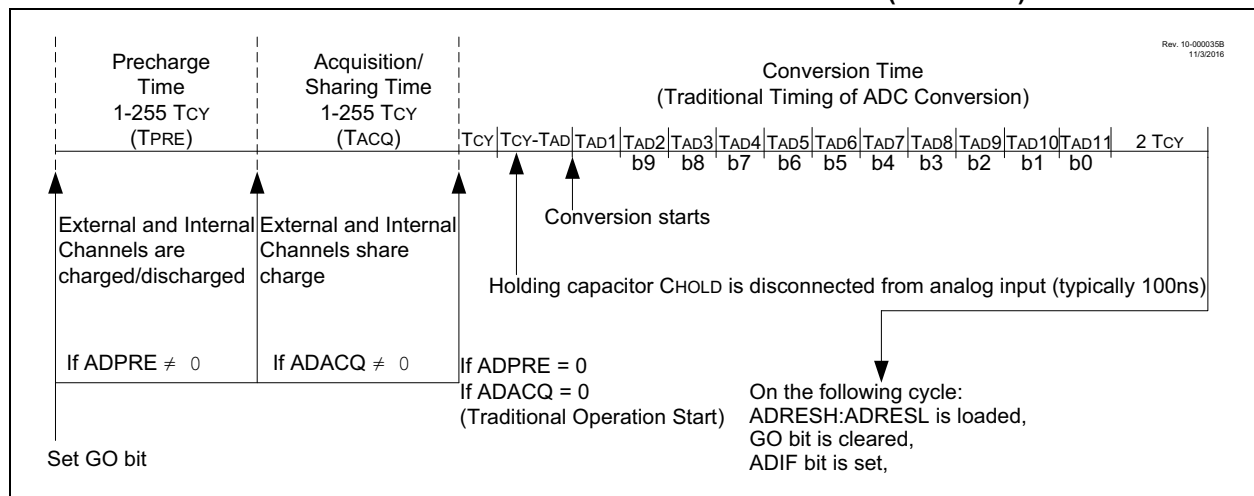 Rev. 10-000035B
11/3/2016
Precharge
Time
1-255 TCY
(TPRE)
Acquisition/
Sharing Time
1-255 TCY
(TACQ)
Conversion Time
(Traditional Timing of ADC Conversion)
TCY TCY-TAD TAD1 TAD2 TAD3 TAD4 TAD5 TAD6 TAD7 TAD8 TAD9 TAD10 TAD11 2 TCY
b9 b8 b7 b6 b5 b4 b3 b2 b1 b0
External and Internal
Channels are
charged/discharged
External and Internal
Channels share
charge
Conversion starts
Holding capacitor CHOLD is disconnected from analog input (typically 100ns)
If ADPRE ≠ 0
If ADACQ ≠ 0
If ADPRE = 0
If ADACQ = 0
(Traditional Operation Start)
On the following cycle:
ADRESH:ADRESL is loaded,
GO bit is cleared,
ADIF bit is set,
Set GO bit